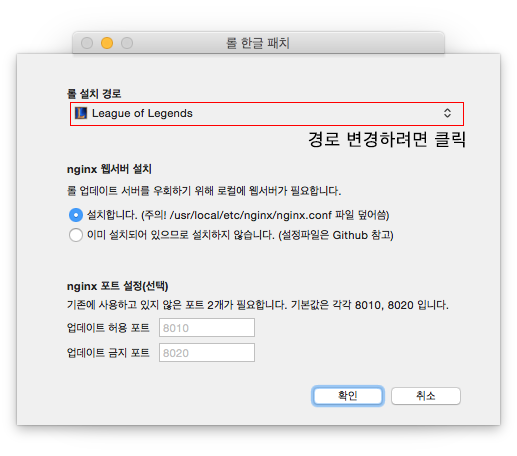 롤 한글 패치
롤 설치 경로
League of Legends
경로 변경하려면 클릭
nginx 웹서버 설치
롤 업데이트 서버를 우회하기 위해 로컬에 웹서버가 필요합니다.
설치합니다. (주의! /usr/local/etc/nginx/nginx.conf 파일 덮어씀)
이미 설치되어 있으므로 설치하지 않습니다. (설정파일은 Github 참고)
nginx 포트 설정(선택)
기존에 사용하고 있지 않은 포트 2개가 필요합니다. 기본값은 각각 8010, 8020 입니다.
업데이트 허용 포트 8010
업데이트 금지 포트 8020
확인 취소